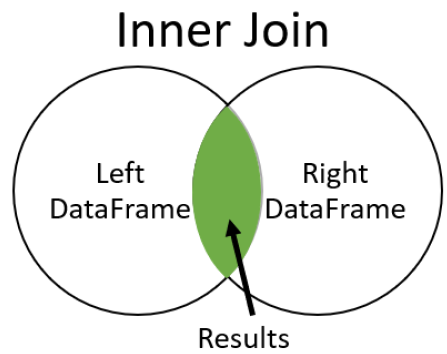 Inner Join
Left
DataFrame
Right
DataFrame
Results